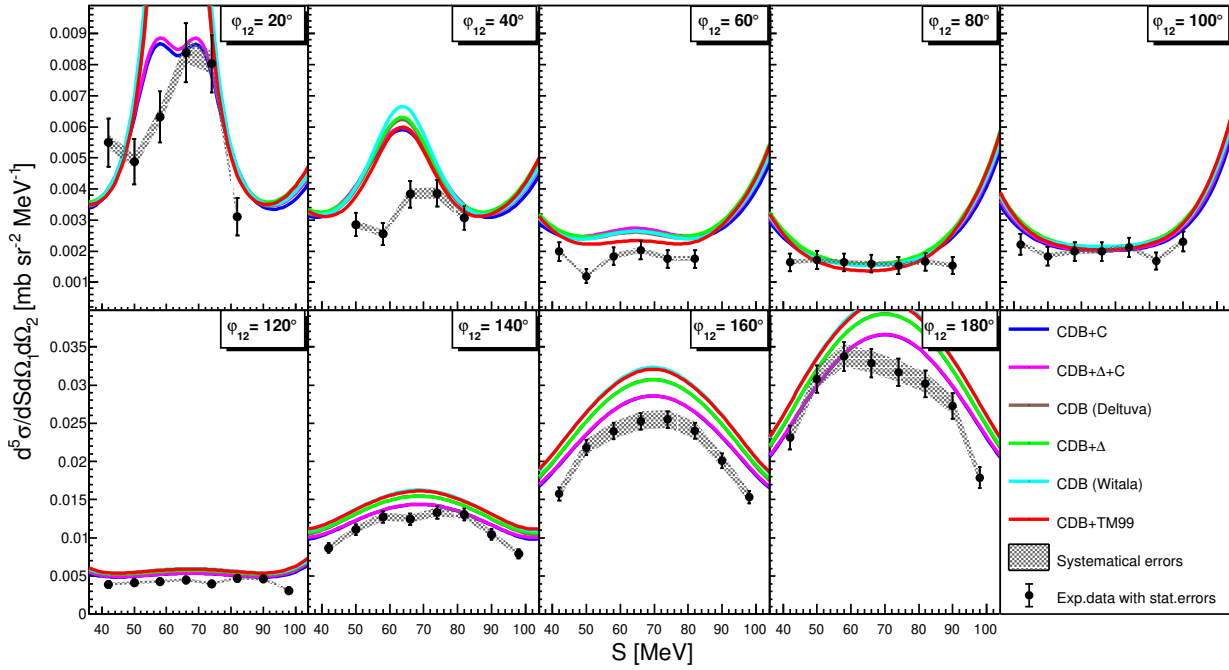 φ12= 20°
φ12= 40°
φ12= 60°
φ12= 80°
φ12= 100°
0.009
0.008
0.007
0.006
0.005
0.004
0.003
0.002
0.001
d⁵σ/dSdΩ₁dΩ₂ [mb sr⁻² MeV⁻¹]
φ12= 120°
φ12= 140°
φ12= 160°
φ12= 180°
0.035
0.03
0.025
0.02
0.015
0.01
0.005
0
40 50 60 70 80 90 100
40 50 60 70 80 90 100
40 50 60 70 80 90 100
40 50 60 70 80 90 100
S [MeV]
CDB+C
CDB+Δ+C
CDB (Deltuva)
CDB+Δ
CDB (Witala)
CDB+TM99
Systematical errors
Exp.data with stat.errors